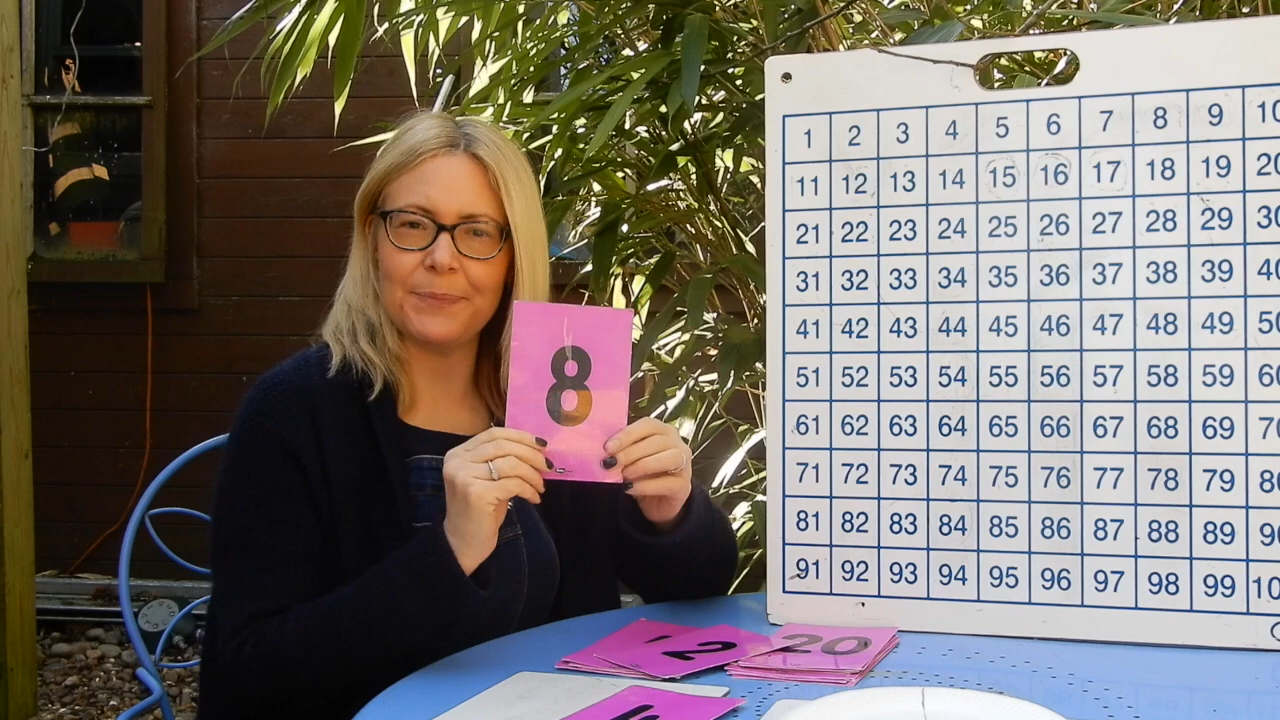 8
1 2 3 4 5 6 7 8 9 10
11 12 13 14 15 16 17 18 19 20
21 22 23 24 25 26 27 28 29 30
31 32 33 34 35 36 37 38 39 40
41 42 43 44 45 46 47 48 49 50
51 52 53 54 55 56 57 58 59 60
61 62 63 64 65 66 67 68 69 70
71 72 73 74 75 76 77 78 79 80
81 82 83 84 85 86 87 88 89 90
91 92 93 94 95 96 97 98 99 10
2
20